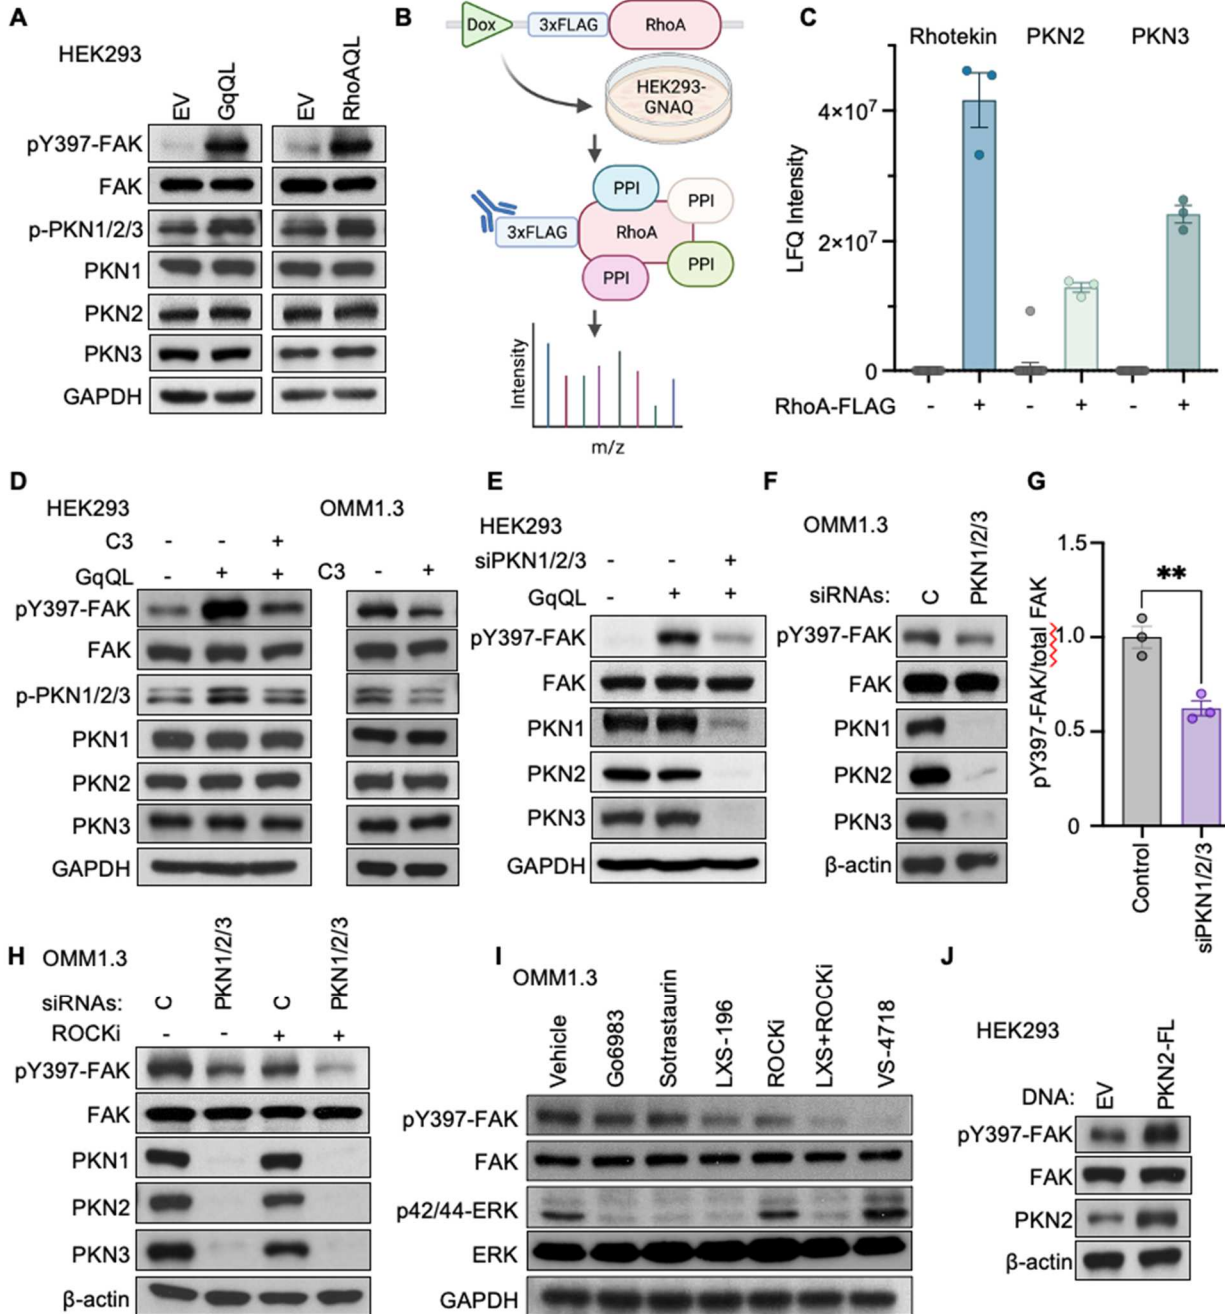 A
HEK293
EV
GqQL
EV
RhoAQL
pY397-FAK
FAK
p-PKN1/2/3
PKN1
PKN2
PKN3
GAPDH
B
Dox
3xFLAG
RhoA
HEK293-
GNAQ
PPI
PPI
3xFLAG
RhoA
PPI
PPI
Intensity
m/z
C
Rhotekin PKN2 PKN3
LFQ Intensity
4×10⁷
2×10⁷
0
RhoA-FLAG - + - + - +
D
HEK293
C3 - - +
GqQL - + +
OMM1.3
C3 - +
pY397-FAK
FAK
p-PKN1/2/3
PKN1
PKN2
PKN3
GAPDH
E
HEK293
siPKN1/2/3 - - +
GqQL - + +
pY397-FAK
FAK
PKN1
PKN2
PKN3
GAPDH
F
OMM1.3
siRNAs: C PKN1/2/3
pY397-FAK
FAK
PKN1
PKN2
PKN3
β-actin
G
pY397-FAK/total FAK
1.5
1.0
0.5
0
**
Control
siPKN1/2/3
H
OMM1.3
siRNAs: C PKN1/2/3 C PKN1/2/3
ROCKi - - + +
pY397-FAK
FAK
PKN1
PKN2
PKN3
β-actin
I
OMM1.3
Vehicle
Go6983
Sotrastaurin
LXS-196
ROCKi
LXS+ROCKi
VS-4718
pY397-FAK
FAK
p42/44-ERK
ERK
GAPDH
J
HEK293
DNA: EV PKN2-FL
pY397-FAK
FAK
PKN2
β-actin